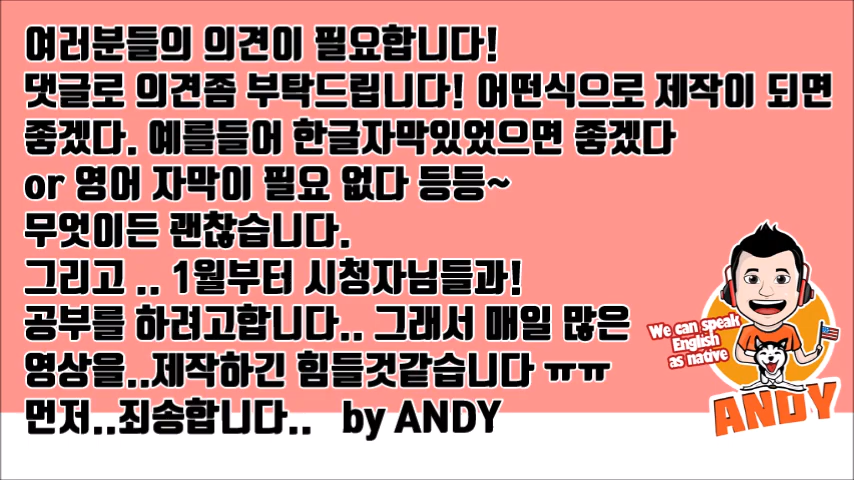 여러분들의 의견이 필요합니다!
댓글로 의견좀 부탁드립니다! 어떤식으로 제작이 되면
좋겠다. 예를들어 한글자막있었으면 좋겠다
or 영어 자막이 필요 없다 등등~
무엇이든 괜찮습니다.
그리고 .. 1월부터 시청자님들과!
공부를 하려고합니다.. 그래서 매일 많은
영상을..제작하긴 힘들것같습니다 ㅠㅠ
먼저..죄송합니다.. by ANDY
We can speak
English
as native
ANDY